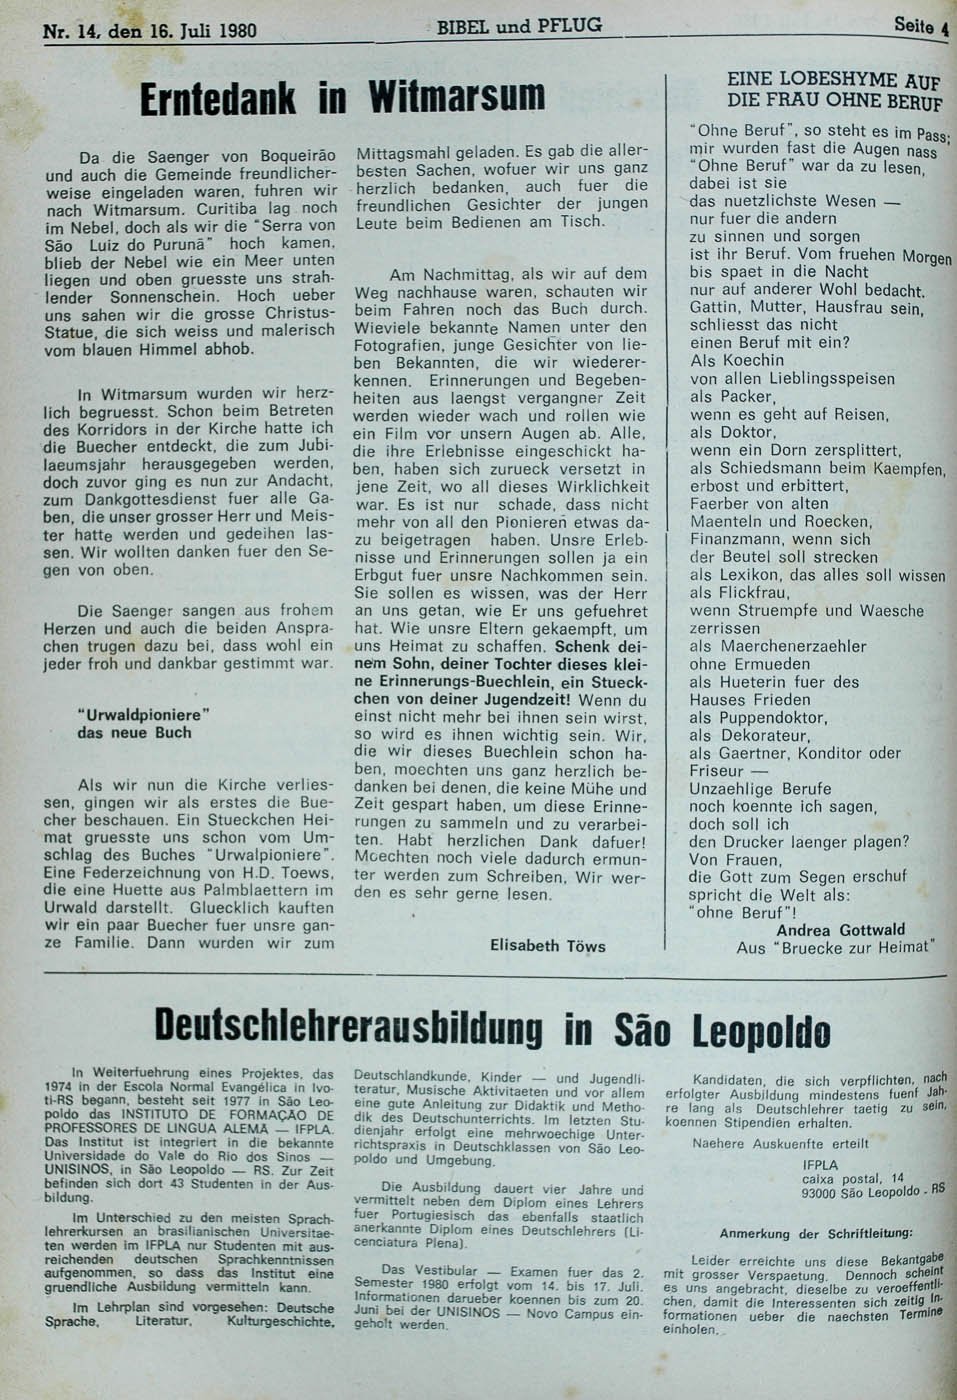 Nr. 14, den 16. Juli 1980
BIBEL und PFLUG
Seite 4
Erntedank in Witmarsum
Da die Saenger von Boqueirão
und auch die Gemeinde freundlicher-
weise eingeladen waren, fuhren wir
nach Witmarsum. Curitiba lag noch
im Nebel, doch als wir die "Serra von
São Luiz do Purunã" hoch kamen,
blieb der Nebel wie ein Meer unten
liegen und oben gruesste uns strah-
lender Sonnenschein. Hoch ueber
uns sahen wir die grosse Christus-
Statue, die sich weiss und malerisch
vom blauen Himmel abhob.
In Witmarsum wurden wir herz-
lich begruesst. Schon beim Betreten
des Korridors in der Kirche hatte ich
die Buecher entdeckt, die zum Jubi-
laeumsjahr herausgegeben werden,
doch zuvor ging es nun zur Andacht,
zum Dankgottesdienst fuer alle Ga-
ben, die unser grosser Herr und Meis-
ter hatte werden und gedeihen las-
sen. Wir wollten danken fuer den Se-
gen von oben.
Die Saenger sangen aus frohem
Herzen und auch die beiden Anspra-
chen trugen dazu bei, dass wohl ein
jeder froh und dankbar gestimmt war.
"Urwaldpioniere"
das neue Buch
Als wir nun die Kirche verlies-
sen, gingen wir als erstes die Bue-
cher beschauen. Ein Stueckchen Hei-
mat gruesste uns schon vom Um-
schlag des Buches "Urwalpioniere".
Eine Federzeichnung von H.D. Toews,
die eine Huette aus Palmblaettern im
Urwald darstellt. Gluecklich kauften
wir ein paar Buecher fuer unsre gan-
ze Familie. Dann wurden wir zum
Mittagsmahl geladen. Es gab die aller-
besten Sachen, wofuer wir uns ganz
herzlich bedanken, auch fuer die
freundlichen Gesichter der jungen
Leute beim Bedienen am Tisch.
Am Nachmittag, als wir auf dem
Weg nachhause waren, schauten wir
beim Fahren noch das Buch durch.
Wieviele bekannte Namen unter den
Fotografien, junge Gesichter von lie-
ben Bekannten, die wir wiederer-
kennen. Erinnerungen und Begeben-
heiten aus laengst vergangner Zeit
werden wieder wach und rollen wie
ein Film vor unsern Augen ab. Alle,
die ihre Erlebnisse eingeschickt ha-
ben, haben sich zurueck versetzt in
jene Zeit, wo all dieses Wirklichkeit
war. Es ist nur schade, dass nicht
mehr von all den Pionieren etwas da-
zu beigetragen haben. Unsre Erleb-
nisse und Erinnerungen sollen ja ein
Erbgut fuer unsre Nachkommen sein.
Sie sollen es wissen, was der Herr
an uns getan, wie Er uns gefuehret
hat. Wie unsre Eltern gekaempft, um
uns Heimat zu schaffen. Schenk dei-
nem Sohn, deiner Tochter dieses klei-
ne Erinnerungs-Buechlein, ein Stueck-
chen von deiner Jugendzeit! Wenn du
einst nicht mehr bei ihnen sein wirst,
so wird es ihnen wichtig sein. Wir,
die wir dieses Buechlein schon ha-
ben, moechten uns ganz herzlich be-
danken bei denen, die keine Mühe und
Zeit gespart haben, um diese Erinne-
rungen zu sammeln und zu verarbei-
ten. Habt herzlichen Dank dafuer!
Moechten noch viele dadurch ermun-
ter werden zum Schreiben, Wir wer-
den es sehr gerne lesen.
Elisabeth Töws
EINE LOBESHYME AUF
DIE FRAU OHNE BERUF
"Ohne Beruf", so steht es im Pass;
mir wurden fast die Augen nass
"Ohne Beruf" war da zu lesen,
dabei ist sie
das nuetzlichste Wesen —
nur fuer die andern
zu sinnen und sorgen
ist ihr Beruf. Vom fruehen Morgen
bis spaet in die Nacht
nur auf anderer Wohl bedacht.
Gattin, Mutter, Hausfrau sein,
schliesst das nicht
einen Beruf mit ein?
Als Koechin
von allen Lieblingsspeisen
als Packer,
wenn es geht auf Reisen,
als Doktor,
wenn ein Dorn zersplittert,
als Schiedsmann beim Kaempfen,
erbost und erbittert,
Faerber von alten
Maenteln und Roecken,
Finanzmann, wenn sich
der Beutel soll strecken
als Lexikon, das alles soll wissen
als Flickfrau,
wenn Struempfe und Waesche
zerrissen
als Maerchenerzaehler
ohne Ermueden
als Hueterin fuer des
Hauses Frieden
als Puppendoktor,
als Dekorateur,
als Gaertner, Konditor oder
Friseur —
Unzaehlige Berufe
noch koennte ich sagen,
doch soll ich
den Drucker laenger plagen?
Von Frauen,
die Gott zum Segen erschuf
spricht die Welt als:
"ohne Beruf"!
Andrea Gottwald
Aus "Bruecke zur Heimat"
Deutschlehrerausbildung in São Leopoldo
In Weiterfuehrung eines Projektes, das
1974 in der Escola Normal Evangélica in Ivo-
ti-RS begann, besteht seit 1977 in São Leo-
poldo das INSTITUTO DE FORMAÇÃO DE
PROFESSORES DE LINGUA ALEMÃ — IFPLA.
Das Institut ist integriert in die bekannte
Universidade do Vale do Rio dos Sinos —
UNISINOS, in São Leopoldo — RS. Zur Zeit
befinden sich dort 43 Studenten in der Aus-
bildung.
Im Unterschied zu den meisten Sprach-
lehrerkursen an brasilianischen Universitae-
ten werden im IFPLA nur Studenten mit aus-
reichenden deutschen Sprachkenntnissen
aufgenommen, so dass das Institut eine
gruendliche Ausbildung vermitteln kann.
Im Lehrplan sind vorgesehen: Deutsche
Sprache, Literatur, Kulturgeschichte,
Deutschlandkunde, Kinder — und Jugendli-
teratur, Musische Aktivitaeten und vor allem
eine gute Anleitung zur Didaktik und Metho-
dik des Deutschunterrichts. Im letzten Stu-
dienjahr erfolgt eine mehrwoechige Unter-
richtspraxis in Deutschklassen von São Leo-
poldo und Umgebung.
Die Ausbildung dauert vier Jahre und
vermittelt neben dem Diplom eines Lehrers
fuer Portugiesisch das ebenfalls staatlich
anerkannte Diplom eines Deutschlehrers (Li-
cenciatura Plena).
Das Vestibular — Examen fuer das 2.
Semester 1980 erfolgt vom 14. bis 17. Juli.
Informationen darueber koennen bis zum 20.
Juni bei der UNISINOS — Novo Campus ein-
geholt werden.
Kandidaten, die sich verpflichten, nach
erfolgter Ausbildung mindestens fuenf Jah-
re lang als Deutschlehrer taetig zu sein,
koennen Stipendien erhalten.
Naehere Auskuenfte erteilt
IFPLA
caixa postal, 14
93000 São Leopoldo - RS
Anmerkung der Schriftleitung:
Leider erreichte uns diese Bekantgabe
mit grosser Verspaetung. Dennoch scheint
es uns angebracht, dieselbe zu veroeffentli-
chen, damit die Interessenten sich zeitig In-
formationen ueber die naechsten Termine
einholen.